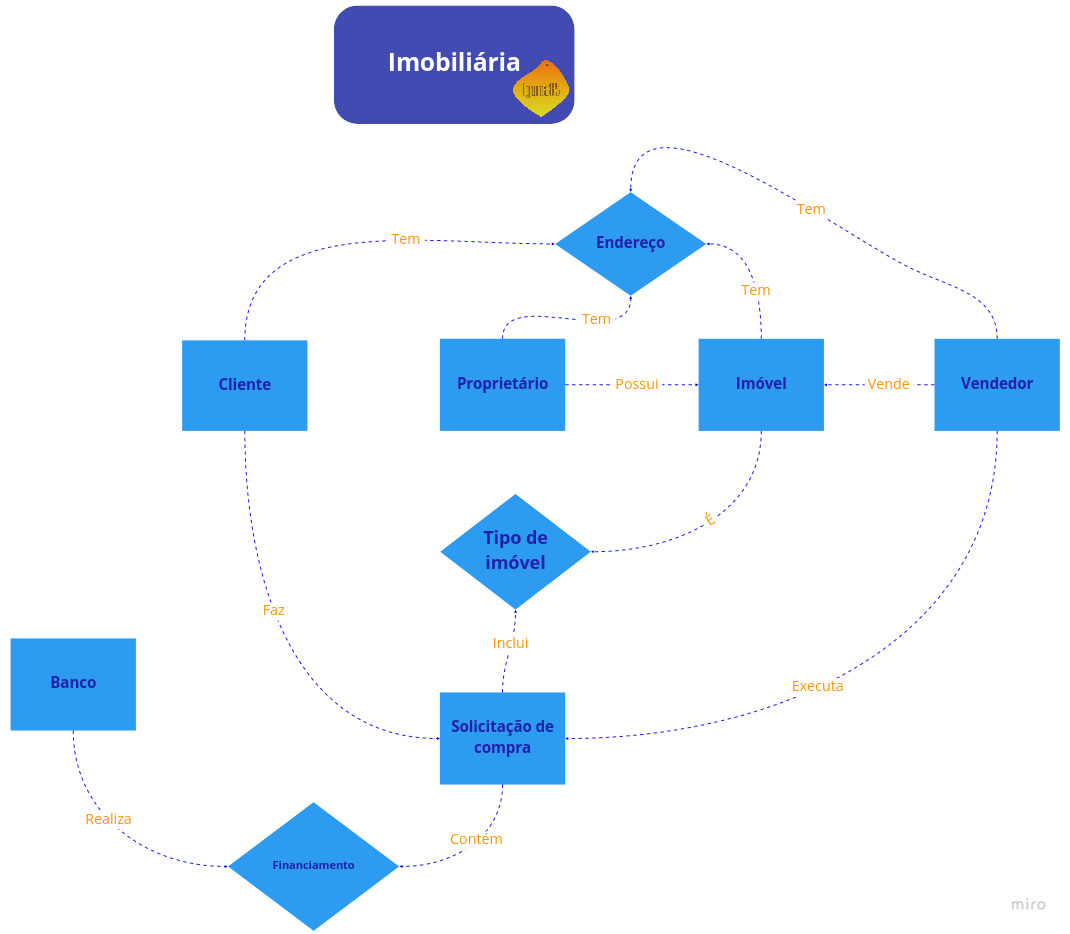 Imobiliária
Tem
Endereço
Tem
Tem
Tem
Cliente
Proprietário
Possui
Imóvel
Vende
Vendedor
É
Tipo de
imóvel
Faz
Inclui
Banco
Executa
Solicitação de
compra
Realiza
Contém
Financiamento
miro